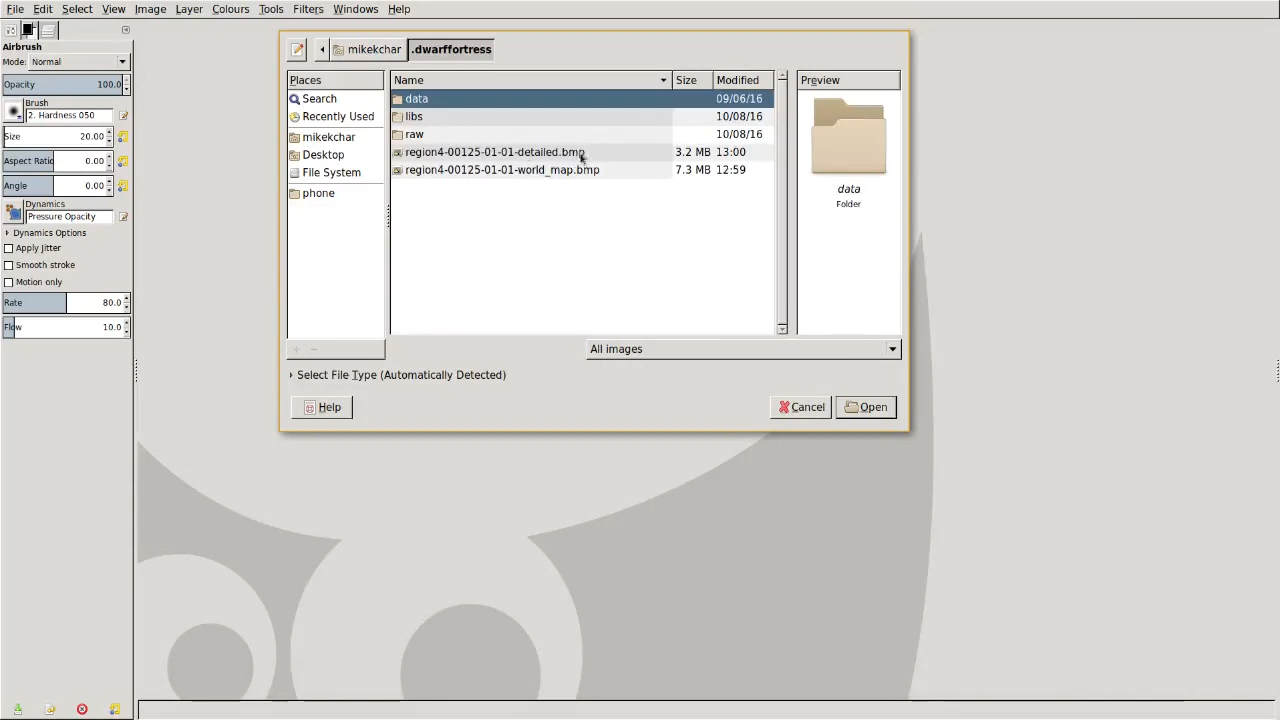 File Edit Select View Image Layer Colours Tools Filters Windows Help
Airbrush
Mode: Normal
Opacity 100.0
Brush
2. Hardness 050
Size 20.00
Aspect Ratio 0.00
Angle 0.00
Dynamics
Pressure Opacity
Dynamics Options
Apply Jitter
Smooth stroke
Motion only
Rate 80.0
Flow 10.0
mikekchar .dwarffortress
Places
Search
Recently Used
mikekchar
Desktop
File System
phone
Name Size Modified
data 09/06/16
libs 10/08/16
raw 10/08/16
region4-00125-01-01-detailed.bmp 3.2 MB 13:00
region4-00125-01-01-world_map.bmp 7.3 MB 12:59
Preview
data
Folder
All images
Select File Type (Automatically Detected)
Help Cancel Open